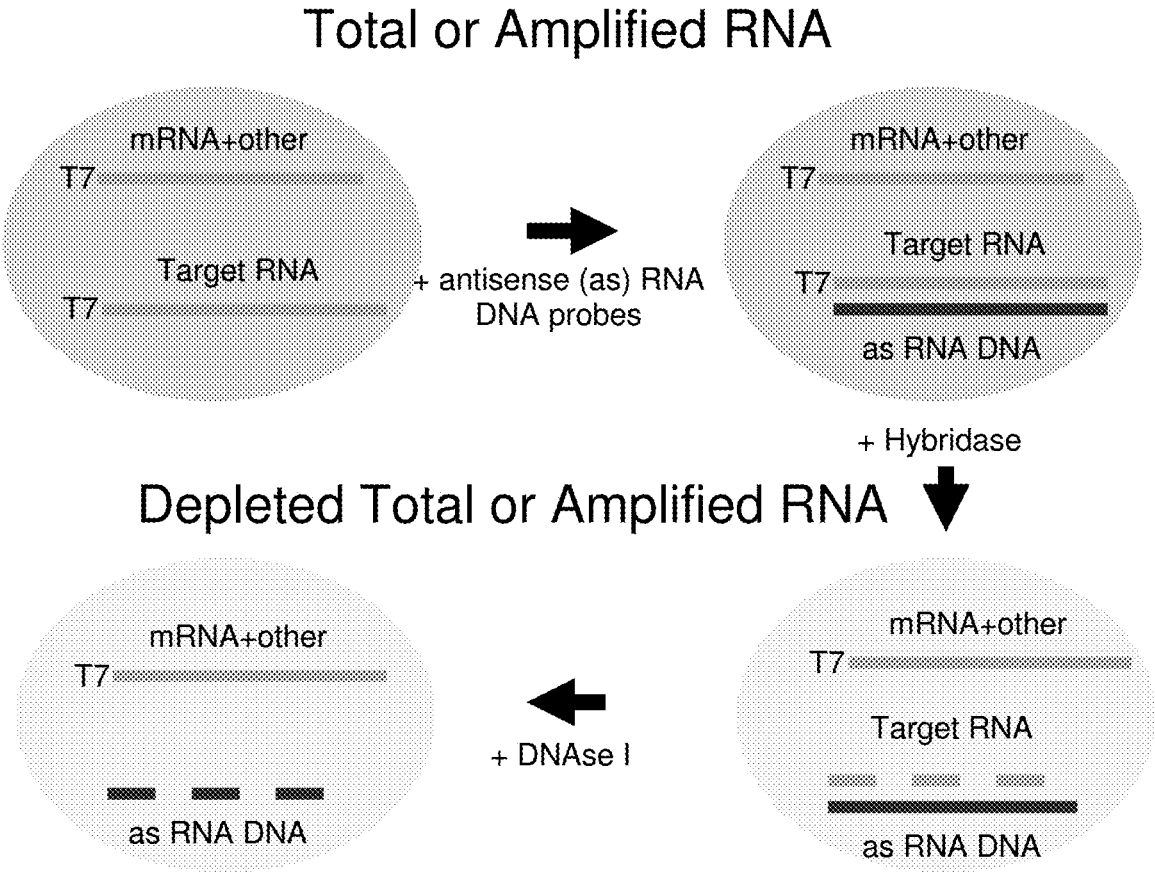 Total or Amplified RNA
mRNA+other
T7
Target RNA
T7
+ antisense (as) RNA
DNA probes
mRNA+other
T7
Target RNA
T7
as RNA DNA
+ Hybridase
Depleted Total or Amplified RNA
mRNA+other
T7
Target RNA
as RNA DNA
+ DNAse I
mRNA+other
T7
as RNA DNA